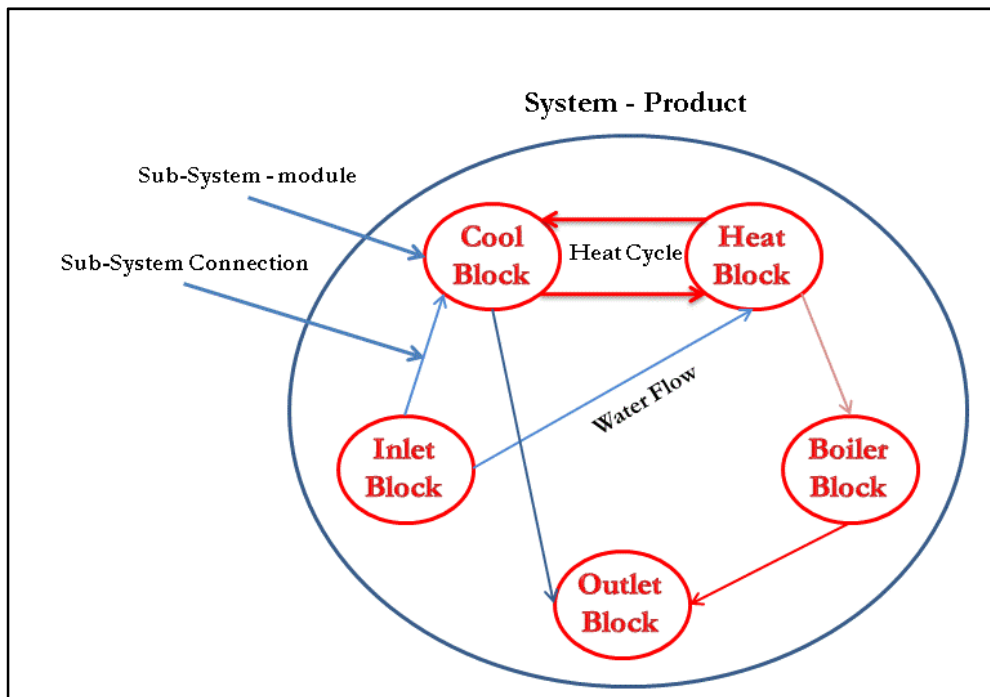 System - Product
Sub-System - module
Sub-System Connection
Cool
Block
Heat Cycle
Heat
Block
Water Flow
Inlet
Block
Boiler
Block
Outlet
Block